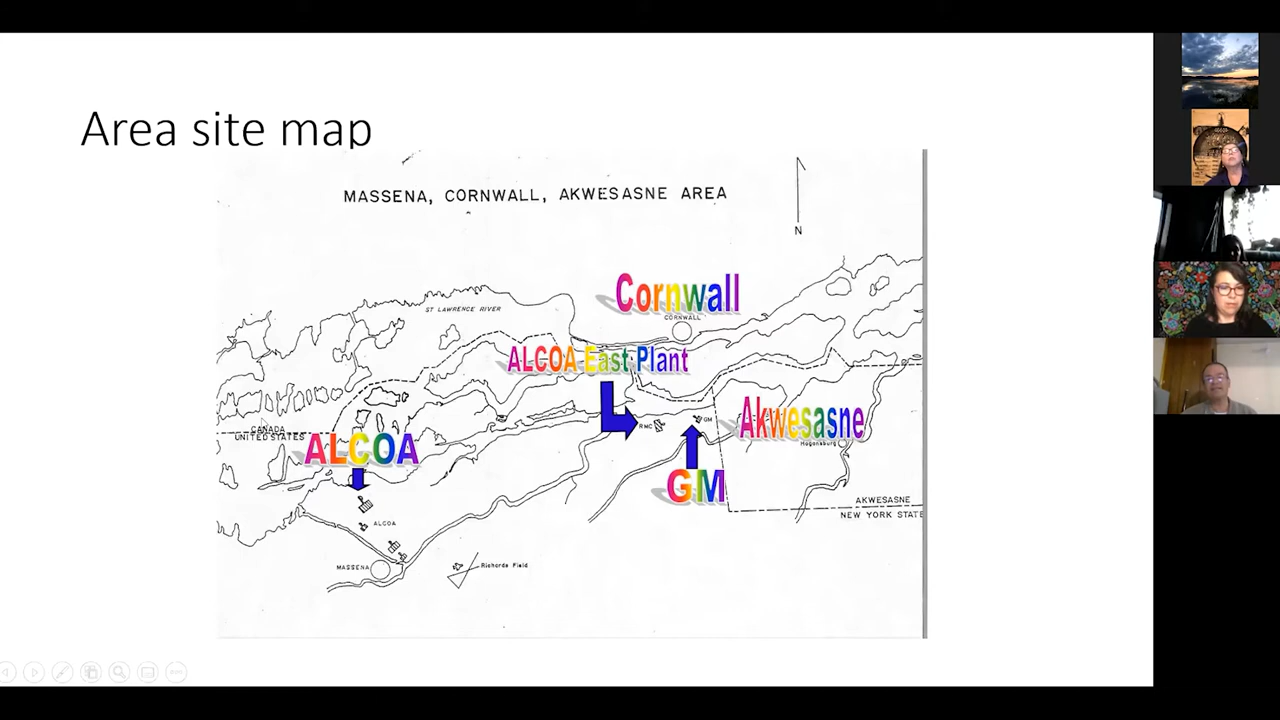 Area site map
MASSENA, CORNWALL, AKWESASNE AREA
N
Cornwall
ST LAWRENCE RIVER
CORNWALL
ALCOA East Plant
Akwesasne
CANADA
UNITED STATES
RMC
GM
ALCOA
Hogansburg
GM
AKWESASNE
NEW YORK STATE
ALCOA
MASSENA
Richards Field